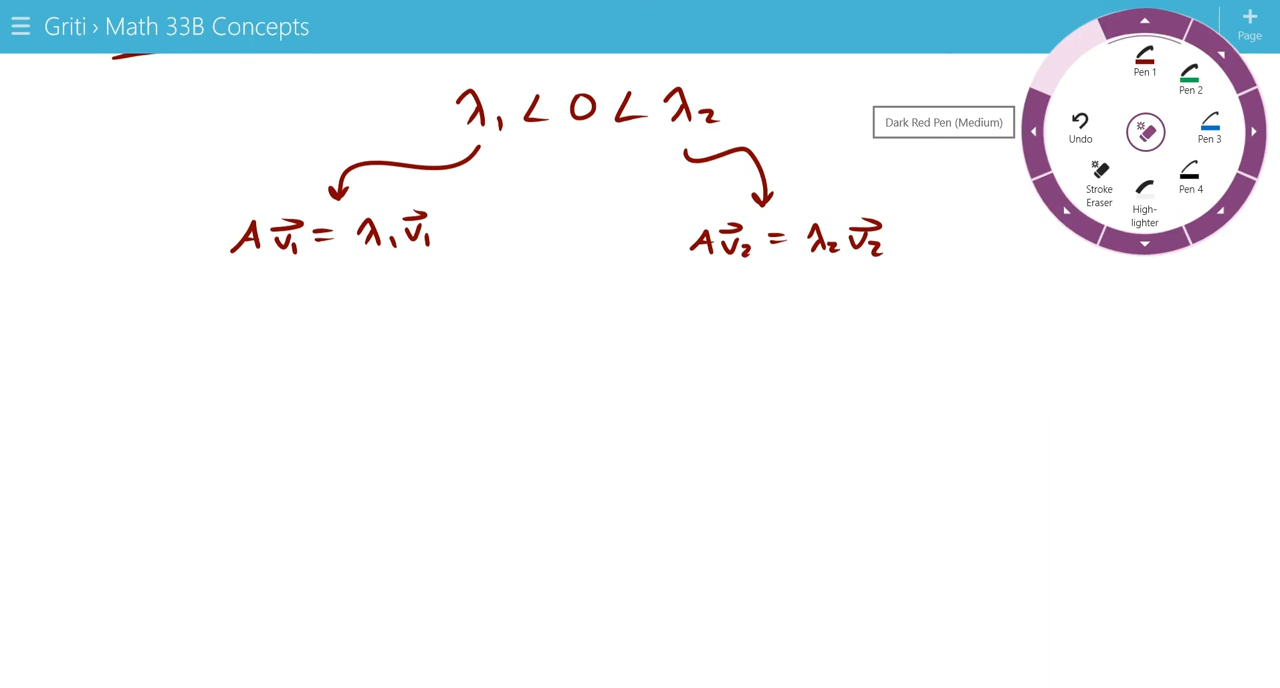 Griti › Math 33B Concepts
+
Page
Pen 1
Pen 2
λ₁ < 0 < λ₂
Dark Red Pen (Medium)
Undo
Pen 3
Stroke
Eraser
Pen 4
High-
lighter
A v⃗₁ = λ₁ v⃗₁
A v⃗₂ = λ₂ v⃗₂